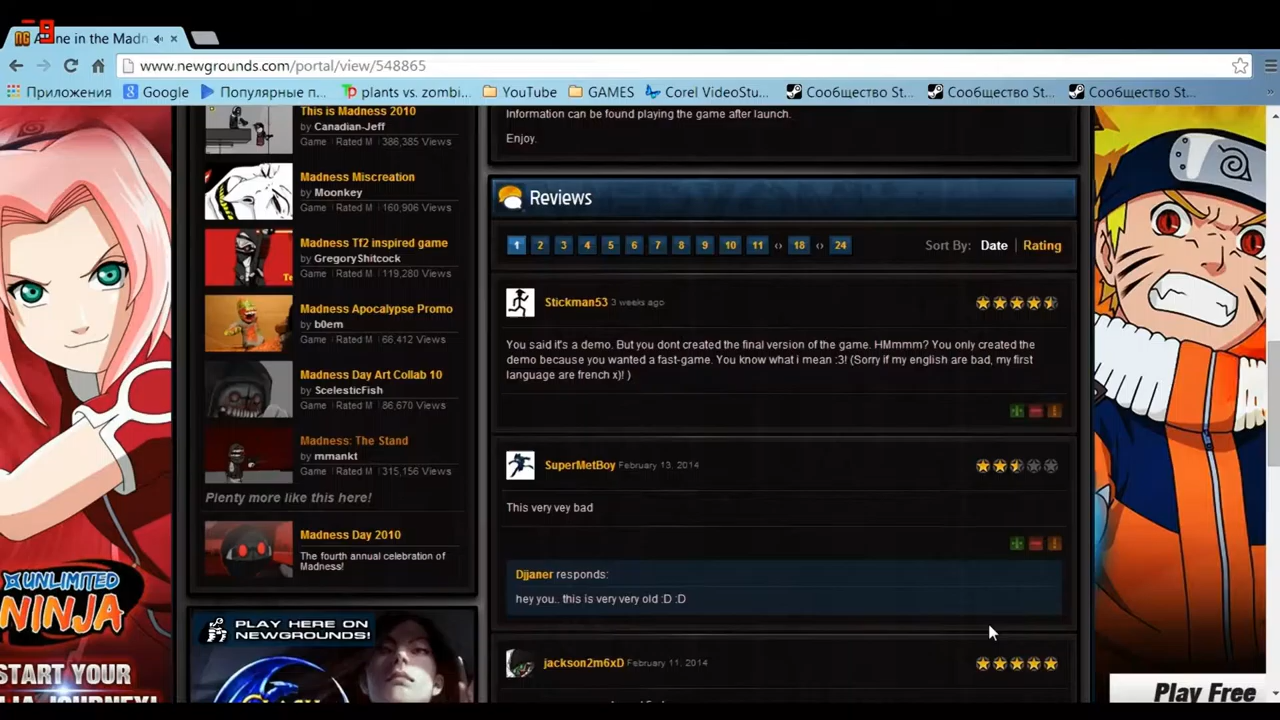 9
NG
ne in the Madn
www.newgrounds.com/portal/view/548865
Приложения
Google
Популярные п...
plants vs. zombi...
YouTube
GAMES
Corel VideoStu...
Сообщество St...
Сообщество St...
Сообщество St...
This is Madness 2010
by Canadian-Jeff
Game Rated M 386,385 Views
Madness Miscreation
by Moonkey
Game Rated M 160,906 Views
Madness Tf2 inspired game
by GregoryShitcock
Game Rated M 119,280 Views
Madness Apocalypse Promo
by b0em
Game Rated M 66,412 Views
Madness Day Art Collab 10
by ScelesticFish
Game Rated M 86,670 Views
Madness: The Stand
by mmankt
Game Rated M 315,156 Views
Plenty more like this here!
Madness Day 2010
The fourth annual celebration of
Madness!
PLAY HERE ON
NEWGROUNDS!
Information can be found playing the game after launch.
Enjoy.
Reviews
1 2 3 4 5 6 7 8 9 10 11 ‹› 18 ‹› 24
Sort By: Date | Rating
Stickman53 3 weeks ago
You said it's a demo. But you dont created the final version of the game. HMmmm? You only created the
demo because you wanted a fast-game. You know what i mean :3! (Sorry if my english are bad, my first
language are french x)! )
SuperMetBoy February 13, 2014
This very vey bad
Djjaner responds:
hey you.. this is very very old :D :D
jackson2m6xD February 11, 2014
UNLIMITED
NINJA
START YOUR
Play Free